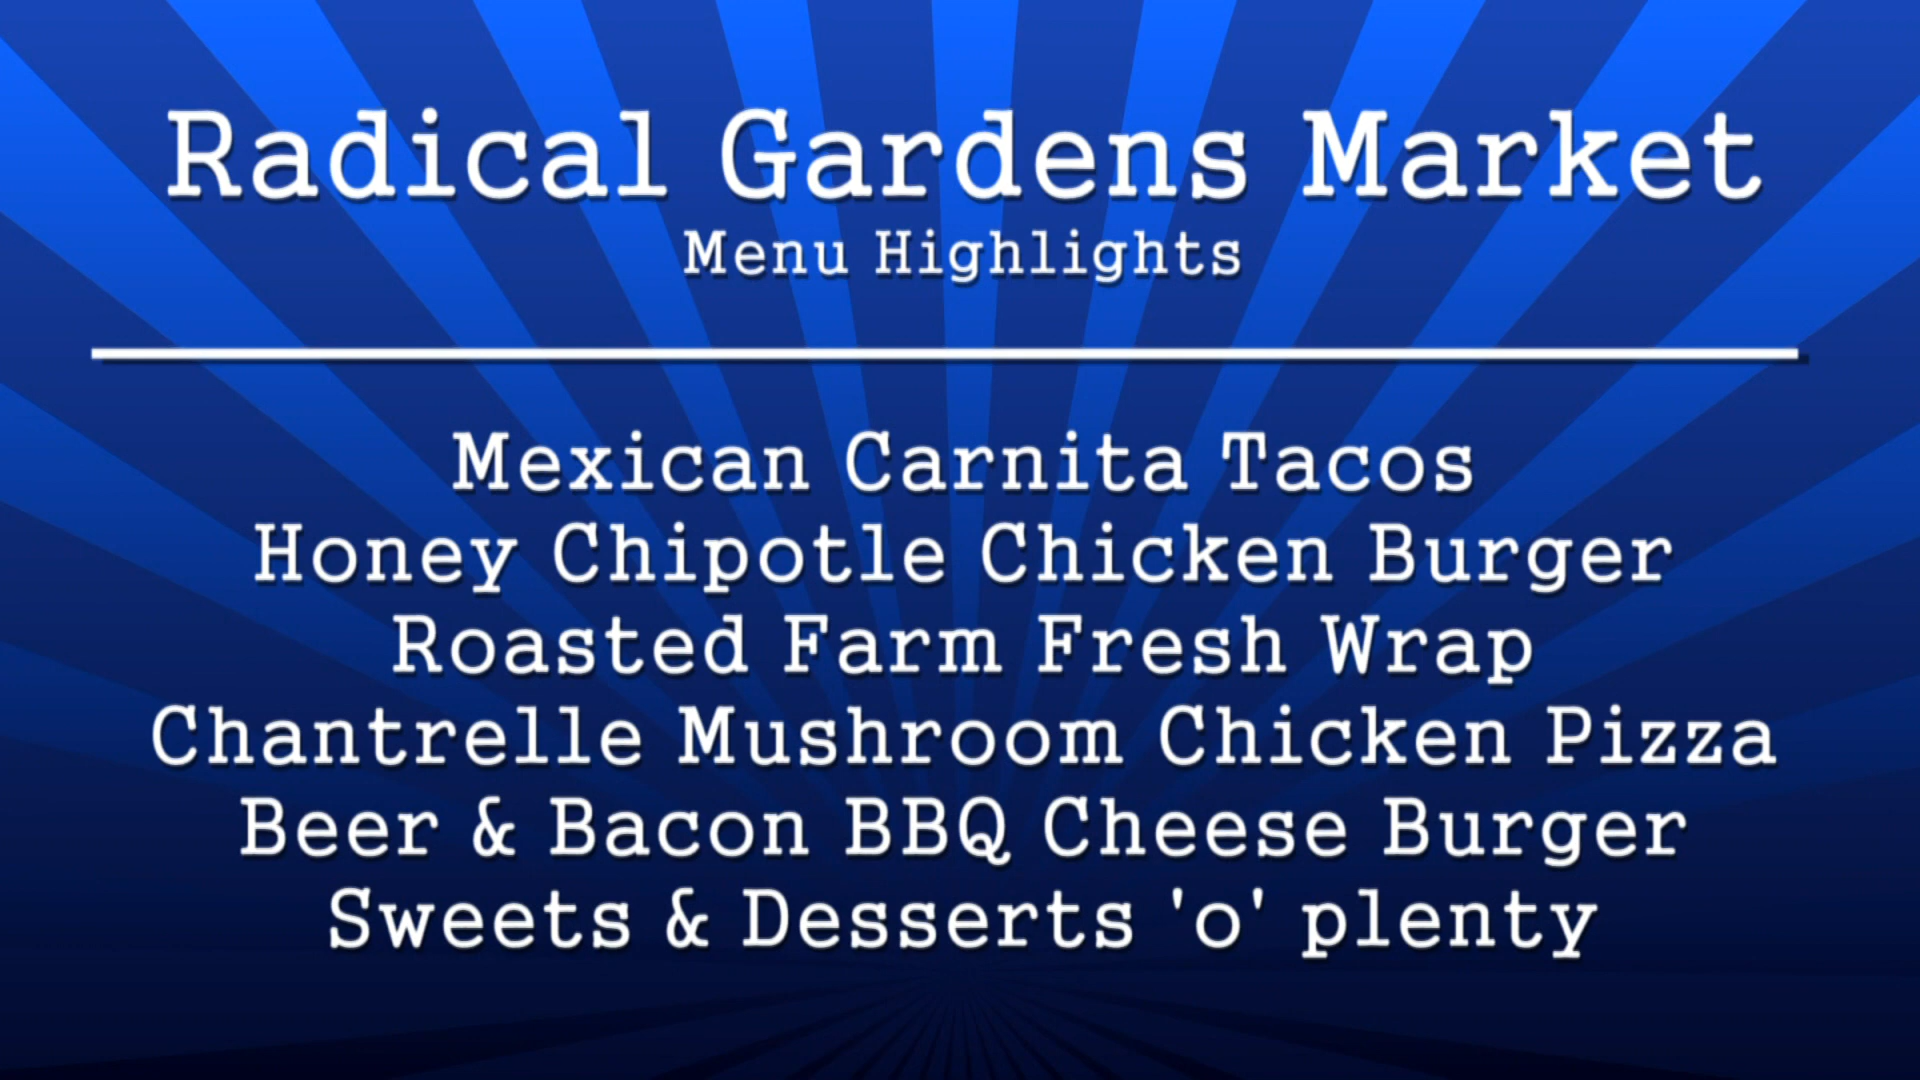 Radical Gardens Market
Menu Highlights
Mexican Carnita Tacos
Honey Chipotle Chicken Burger
Roasted Farm Fresh Wrap
Chantrelle Mushroom Chicken Pizza
Beer & Bacon BBQ Cheese Burger
Sweets & Desserts 'o' plenty